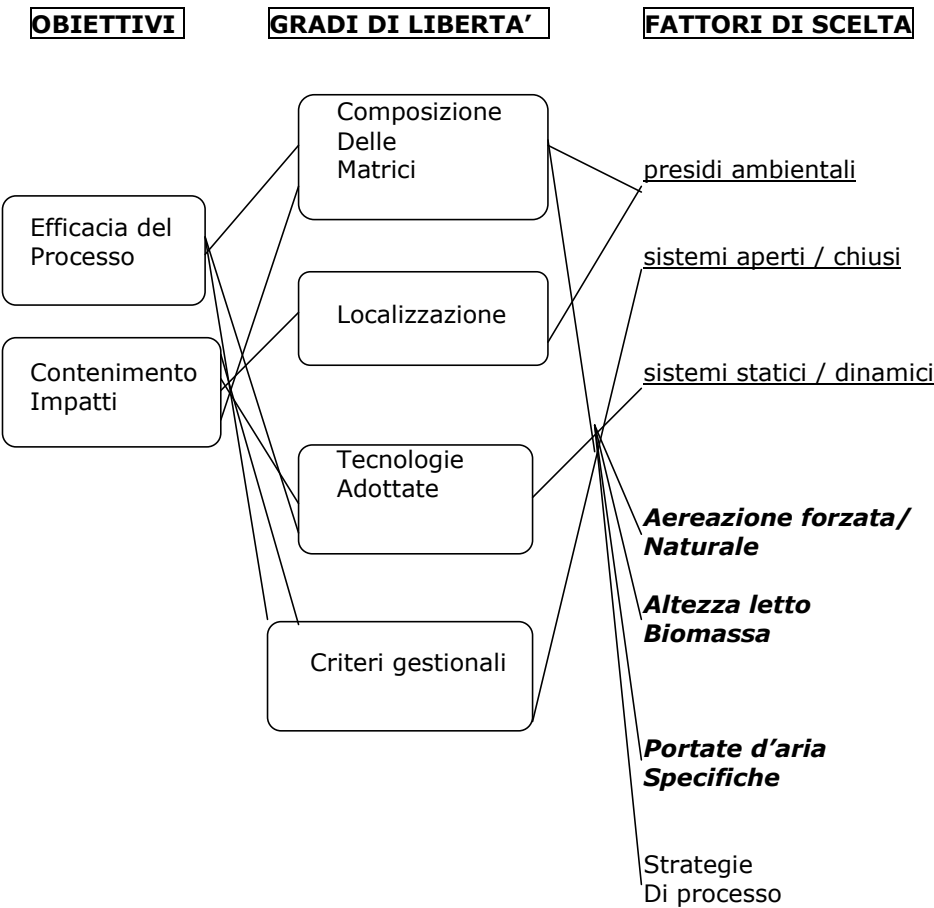 OBIETTIVI
GRADI DI LIBERTA’
FATTORI DI SCELTA
Efficacia del
Processo
Contenimento
Impatti
Composizione
Delle
Matrici
Localizzazione
Tecnologie
Adottate
Criteri gestionali
presidi ambientali
sistemi aperti / chiusi
sistemi statici / dinamici
Aereazione forzata/
Naturale
Altezza letto
Biomassa
Portate d’aria
Specifiche
Strategie
Di processo